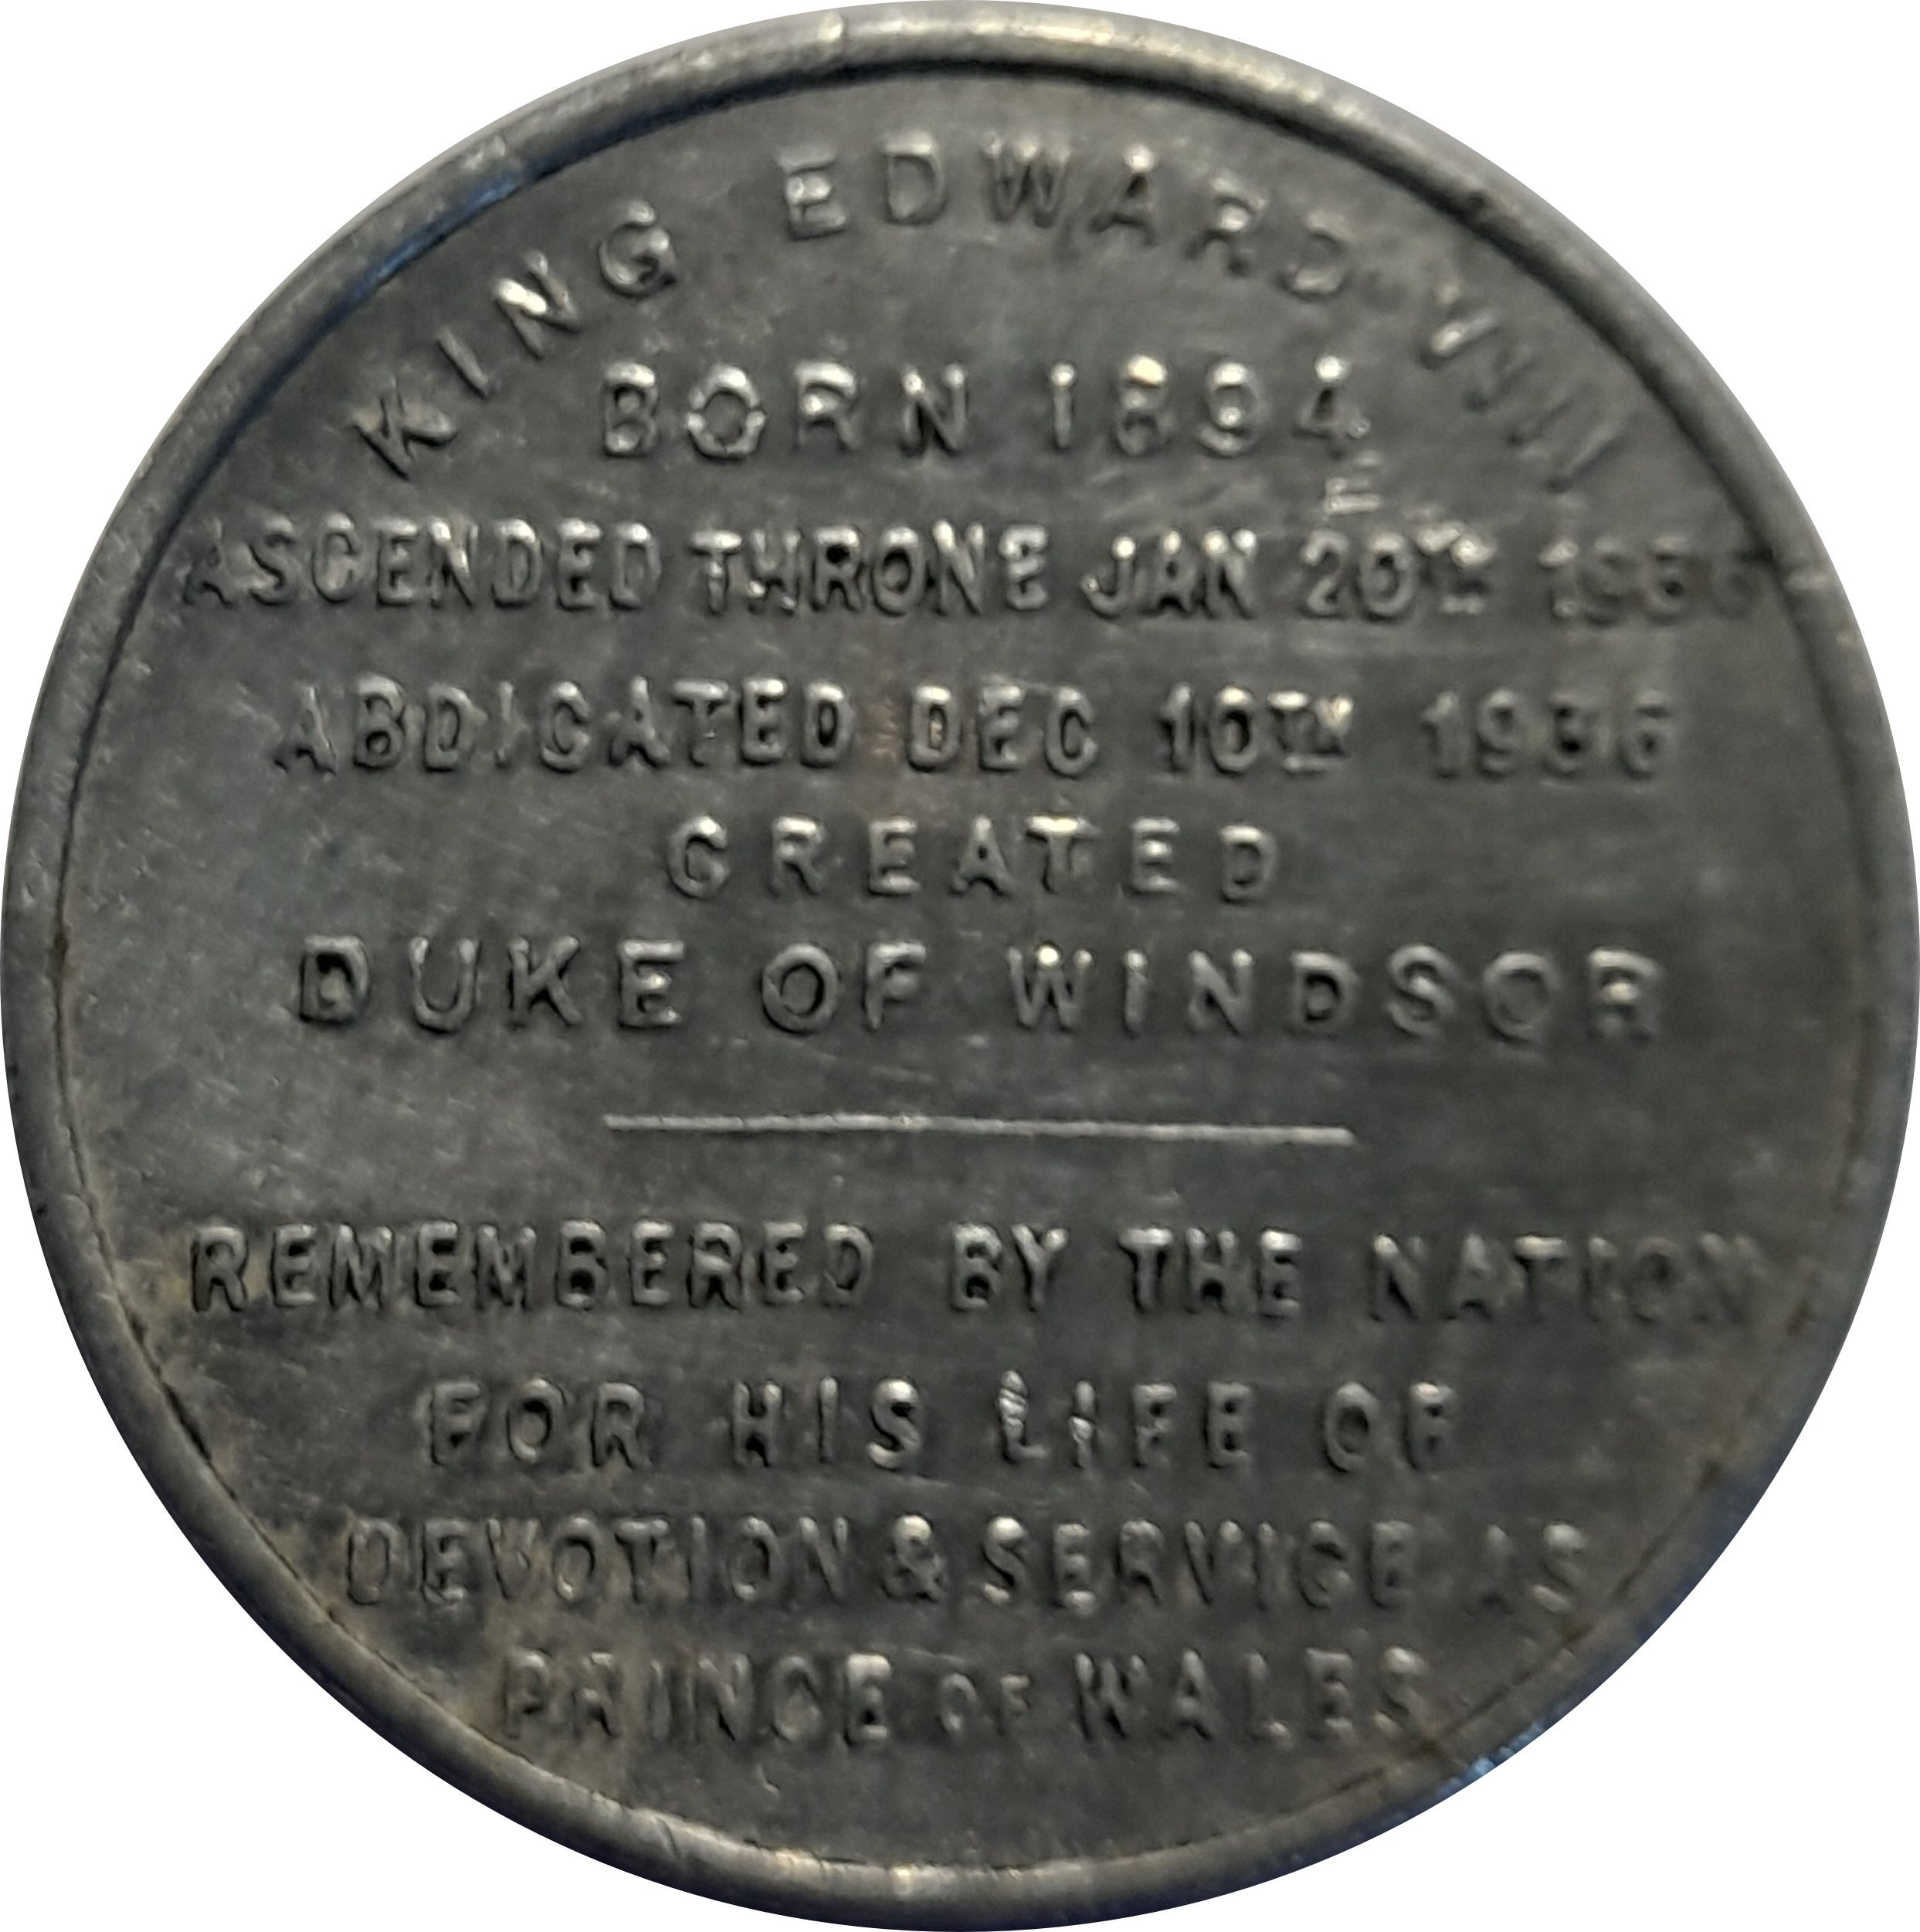 KING EDWARD VIII
BORN 1894
ASCENDED THRONE JAN 20TH 1936
ABDICATED DEC 10TH 1936
CREATED
DUKE OF WINDSOR
REMEMBERED BY THE NATION
FOR HIS LIFE OF
DEVOTION & SERVICE AS
PRINCE OF WALES